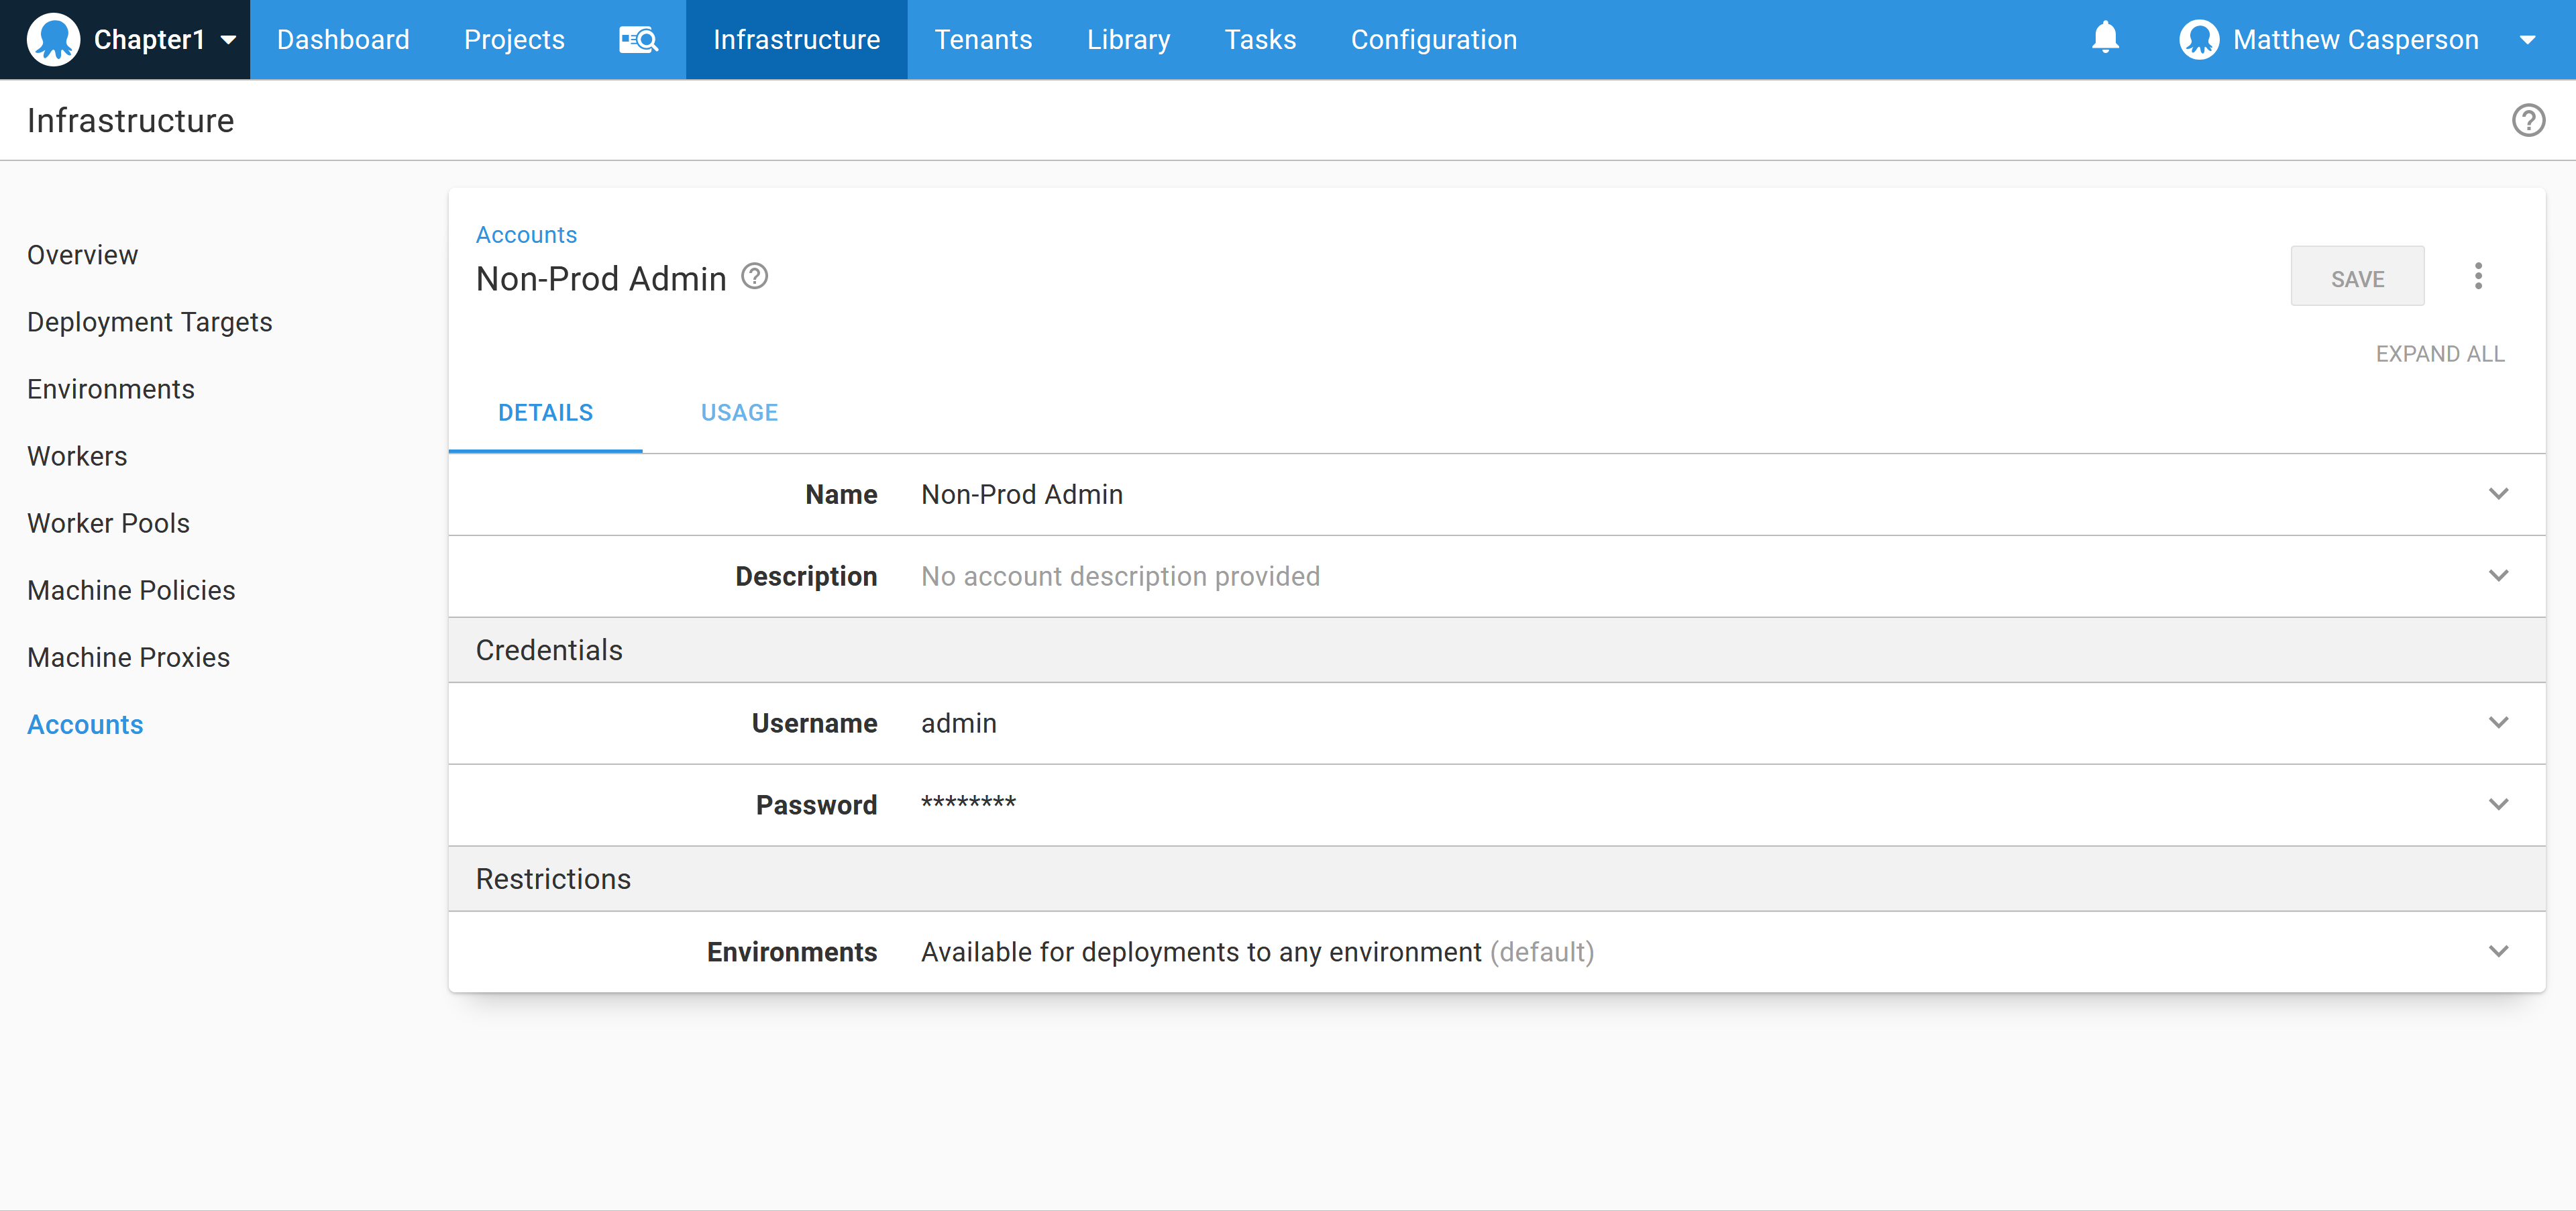 Chapter1 Dashboard Projects Infrastructure Tenants Library Tasks Configuration Matthew Casperson
Infrastructure
Overview
Deployment Targets
Environments
Workers
Worker Pools
Machine Policies
Machine Proxies
Accounts
Accounts
Non-Prod Admin
SAVE
EXPAND ALL
DETAILS USAGE
Name Non-Prod Admin
Description No account description provided
Credentials
Username admin
Password ********
Restrictions
Environments Available for deployments to any environment (default)